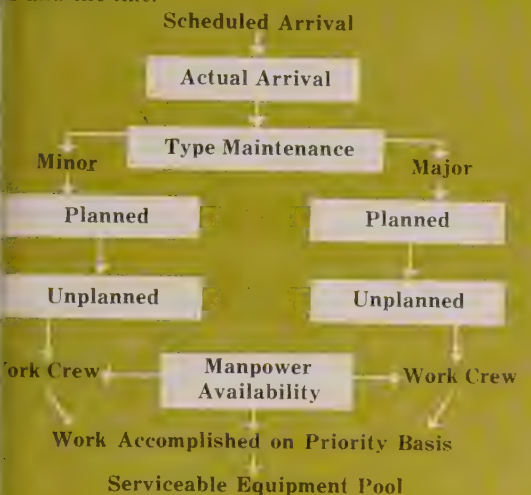 Scheduled Arrival
Actual Arrival
Type Maintenance
Minor
Major
Planned
Planned
Unplanned
Unplanned
Work Crew
Manpower
Availability
Work Crew
Work Accomplished on Priority Basis
Serviceable Equipment Pool